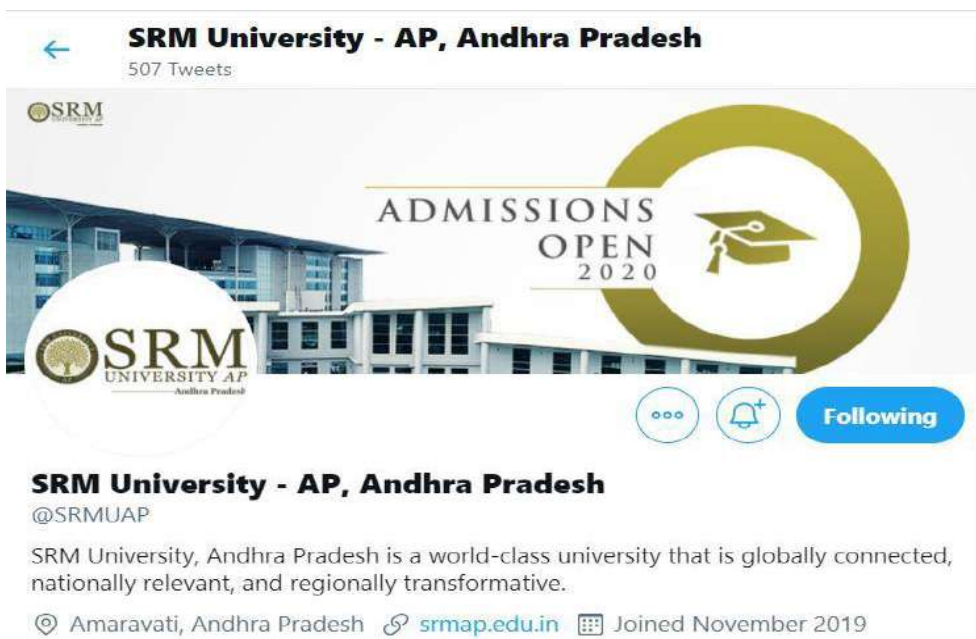 SRM University - AP, Andhra Pradesh
507 Tweets
SRM
UNIVERSITY AP
ADMISSIONS
OPEN
2020
SRM
UNIVERSITY AP
Andhra Pradesh
Following
SRM University - AP, Andhra Pradesh
@SRMUAP
SRM University, Andhra Pradesh is a world-class university that is globally connected,
nationally relevant, and regionally transformative.
Amaravati, Andhra Pradesh srmap.edu.in Joined November 2019